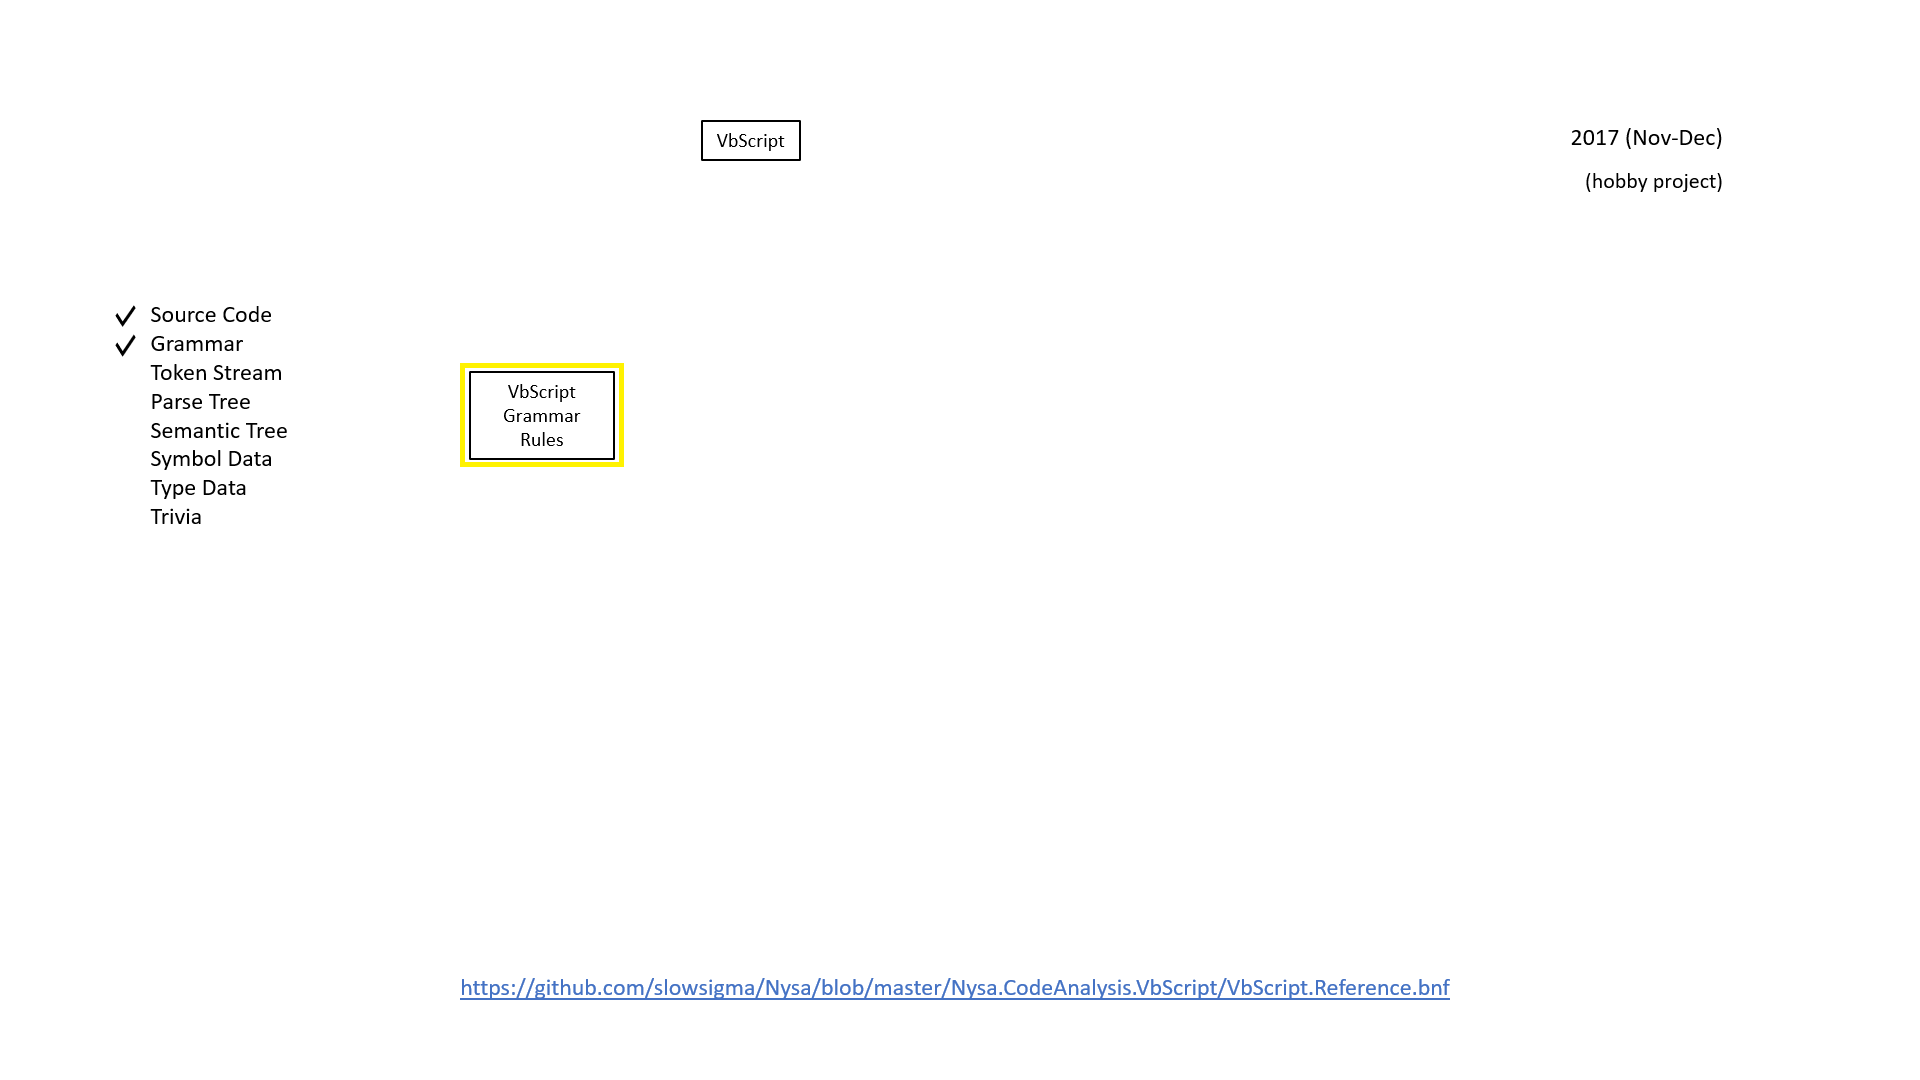 VbScript
2017 (Nov-Dec)
(hobby project)
Source Code
Grammar
Token Stream
Parse Tree
Semantic Tree
Symbol Data
Type Data
Trivia
VbScript
Grammar
Rules
https://github.com/slowsigma/Nysa/blob/master/Nysa.CodeAnalysis.VbScript/VbScript.Reference.bnf